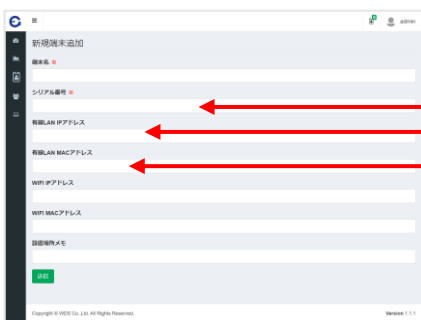 admin
新規端末追加
端末名
シリアル番号
有線LAN IPアドレス
有線LAN MACアドレス
WIFI IPアドレス
WIFI MACアドレス
設置場所メモ
Copyright © WDS Co.,Ltd. All Rights Reserved.
Version 1.1.1